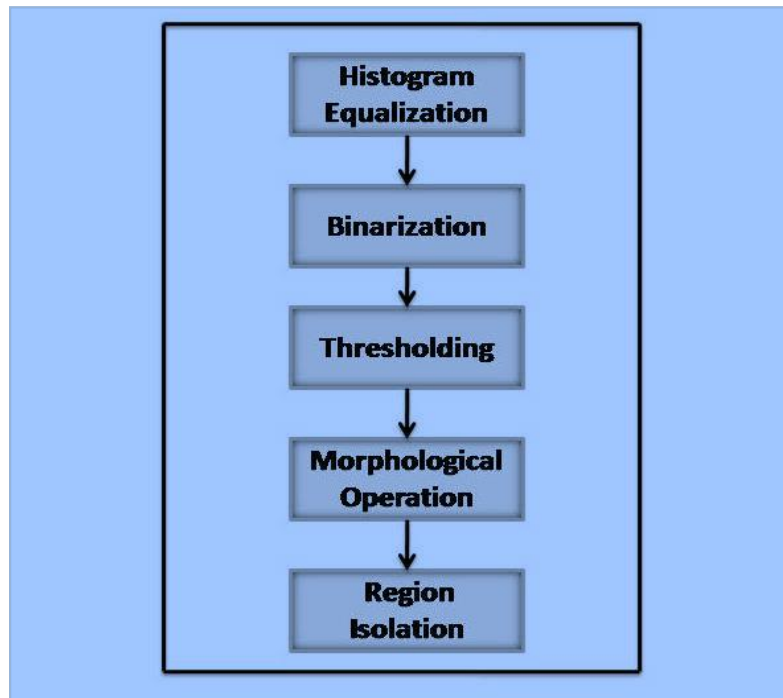 Histogram
Equalization
Binarization
Thresholding
Morphological
Operation
Region
Isolation